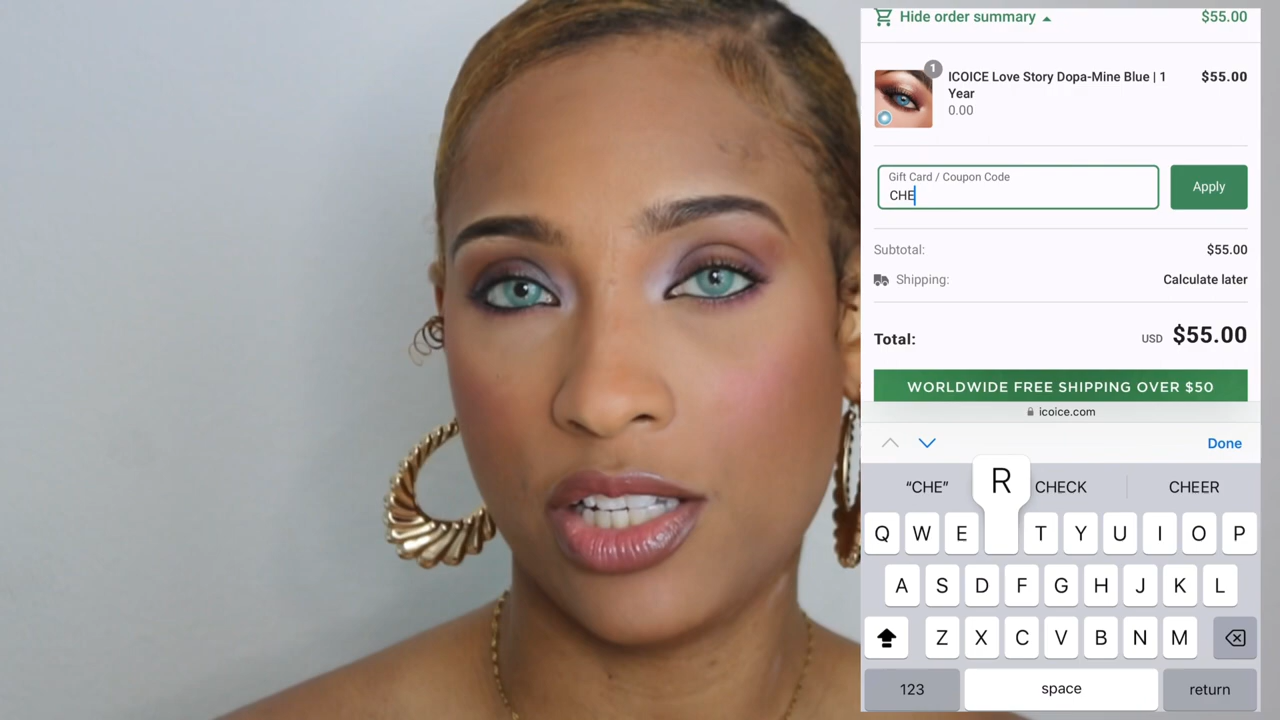 Hide order summary
$55.00
1
ICOICE Love Story Dopa-Mine Blue | 1
Year
$55.00
0.00
Gift Card / Coupon Code
CHE
Apply
Subtotal:
$55.00
Shipping:
Calculate later
Total:
USD $55.00
WORLDWIDE FREE SHIPPING OVER $50
icoice.com
Done
“CHE”
R
CHECK
CHEER
Q W E T Y U I O P
A S D F G H J K L
Z X C V B N M
123
space
return